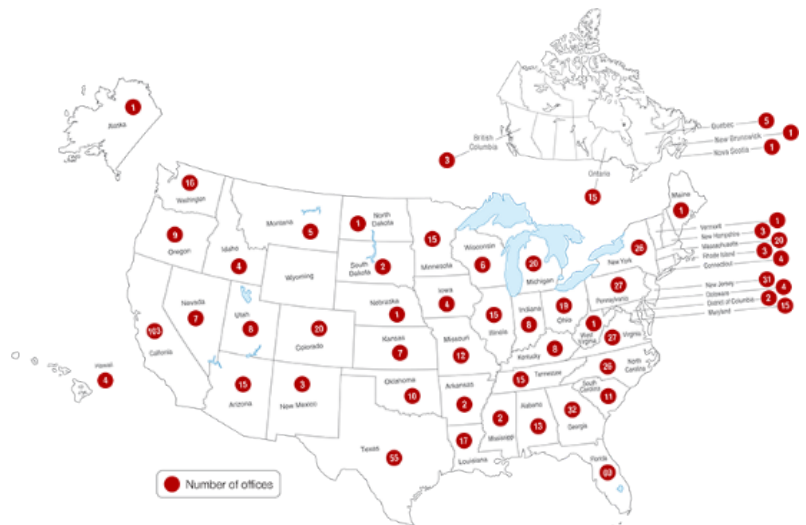 1
Alaska
British
Columbia
3
Quebec
5
New Brunswick
1
Nova Scotia
1
Ontario
15
16
Washington
Montana
5
1
North
Dakota
15
Minnesota
Maine
1
9
Oregon
Idaho
4
Wyoming
South
Dakota
2
Wisconsin
6
20
Michigan
New York
26
Vermont
1
New Hampshire
3
Massachusetts
20
Rhode Island
3
Connecticut
4
Nevada
7
Utah
8
20
Colorado
Nebraska
1
Iowa
4
15
Illinois
Indiana
8
19
Ohio
27
Pennsylvania
New Jersey
31
Delaware
4
District of Columbia
2
Maryland
15
103
California
Kansas
7
Missouri
12
Kentucky
8
1
West
Virginia
27
Virginia
Hawaii
4
15
Arizona
3
New Mexico
Oklahoma
10
Arkansas
2
15
Tennessee
26
North
Carolina
South
Carolina
11
Texas
55
17
Louisiana
2
Mississippi
Alabama
13
32
Georgia
Florida
Number of offices